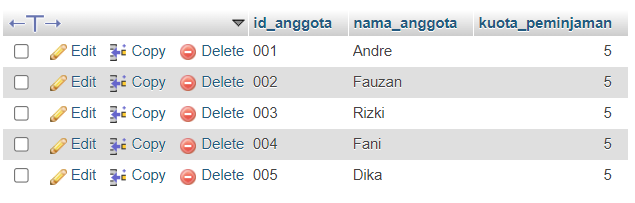 id_anggota nama_anggota kuota_peminjaman
Edit Copy Delete 001 Andre 5
Edit Copy Delete 002 Fauzan 5
Edit Copy Delete 003 Rizki 5
Edit Copy Delete 004 Fani 5
Edit Copy Delete 005 Dika 5